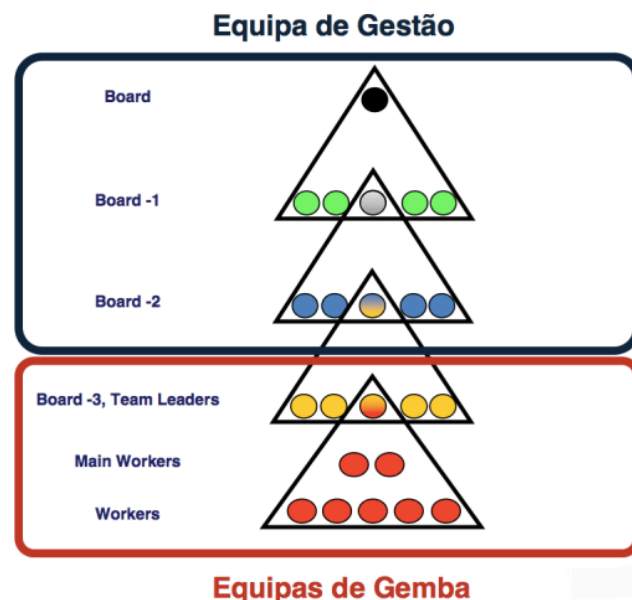 Equipa de Gestão
Board
Board -1
Board -2
Board -3, Team Leaders
Main Workers
Workers
Equipas de Gemba